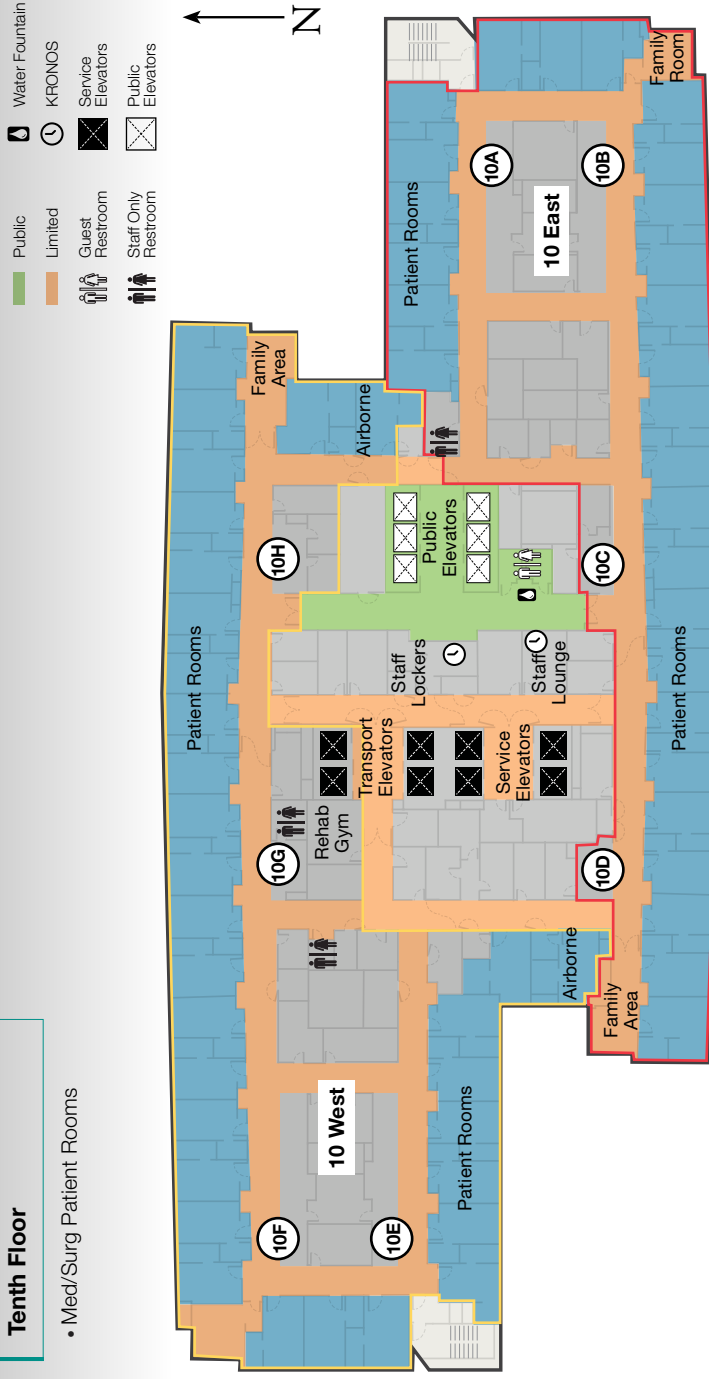 Tenth Floor
• Med/Surg Patient Rooms
Public
Limited
Guest
Restroom
Staff Only
Restroom
Water Fountain
KRONOS
Service
Elevators
Public
Elevators
N
Patient Rooms
Family
Area
Airborne
10H
10G
Rehab
Gym
10F
10 West
10E
Patient Rooms
Airborne
Family
Area
Transport
Elevators
Service
Elevators
Staff
Lockers
Staff
Lounge
Public
Elevators
10D
10C
Patient Rooms
10A
10 East
10B
Family
Room
Patient Rooms